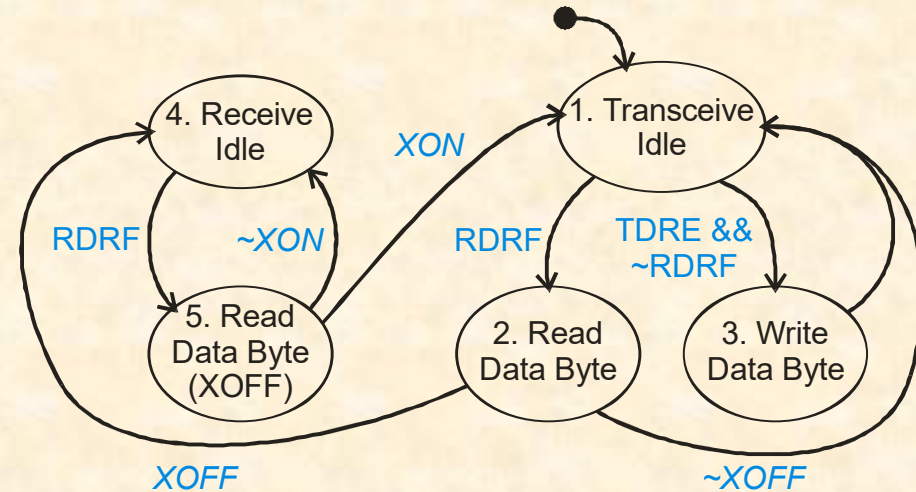 4. Receive
Idle
1. Transceive
Idle
XON
RDRF
~XON
RDRF
TDRE &&
~RDRF
5. Read
Data Byte
(XOFF)
2. Read
Data Byte
3. Write
Data Byte
XOFF
~XOFF